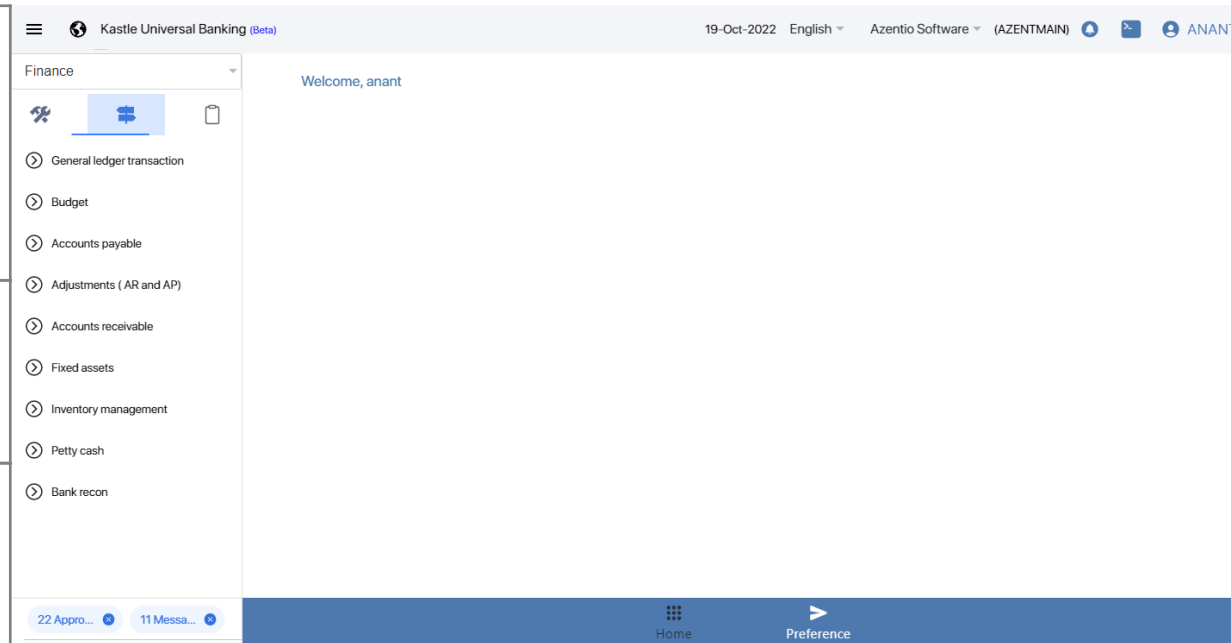 Kastle Universal Banking (Beta) 19-Oct-2022 English Azentio Software (AZENTMAIN) ANANT
Finance
Welcome, anant
General ledger transaction
Budget
Accounts payable
Adjustments ( AR and AP)
Accounts receivable
Fixed assets
Inventory management
Petty cash
Bank recon
22 Appro... 11 Messa...
Home Preference